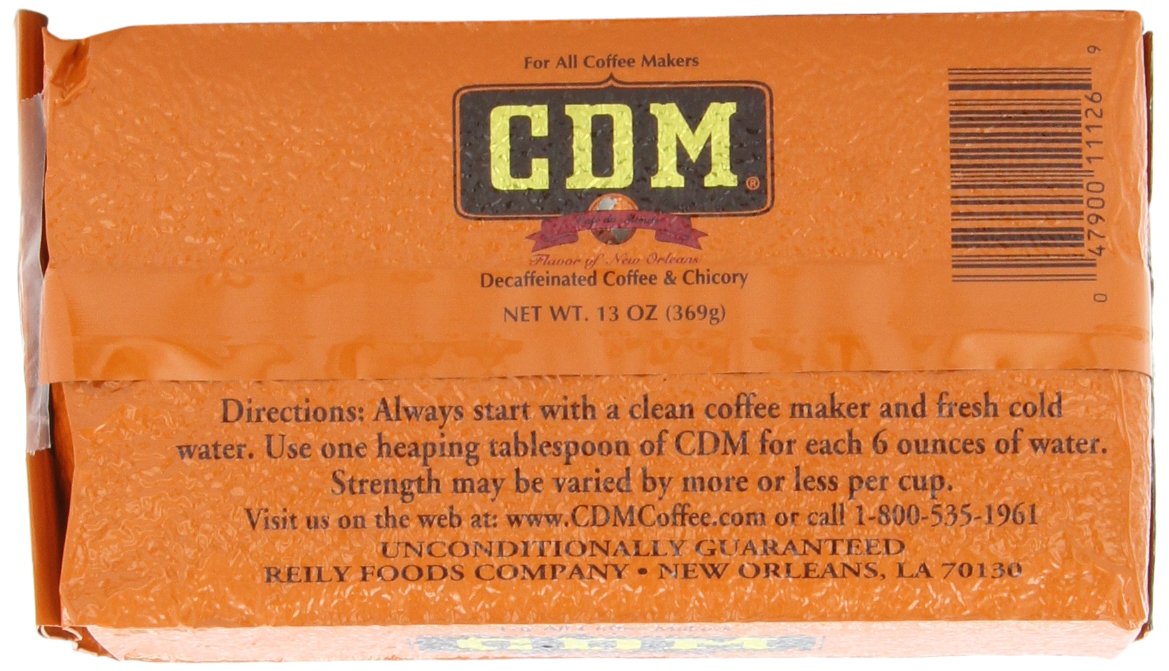 For All Coffee Makers
CDM®
Flavor of New Orleans
Decaffeinated Coffee & Chicory
NET WT. 13 OZ (369g)
0 47900 11126 9
Directions: Always start with a clean coffee maker and fresh cold
water. Use one heaping tablespoon of CDM for each 6 ounces of water.
Strength may be varied by more or less per cup.
Visit us on the web at: www.CDMCoffee.com or call 1-800-535-1961
UNCONDITIONALLY GUARANTEED
REILY FOODS COMPANY • NEW ORLEANS, LA 70130
CDM